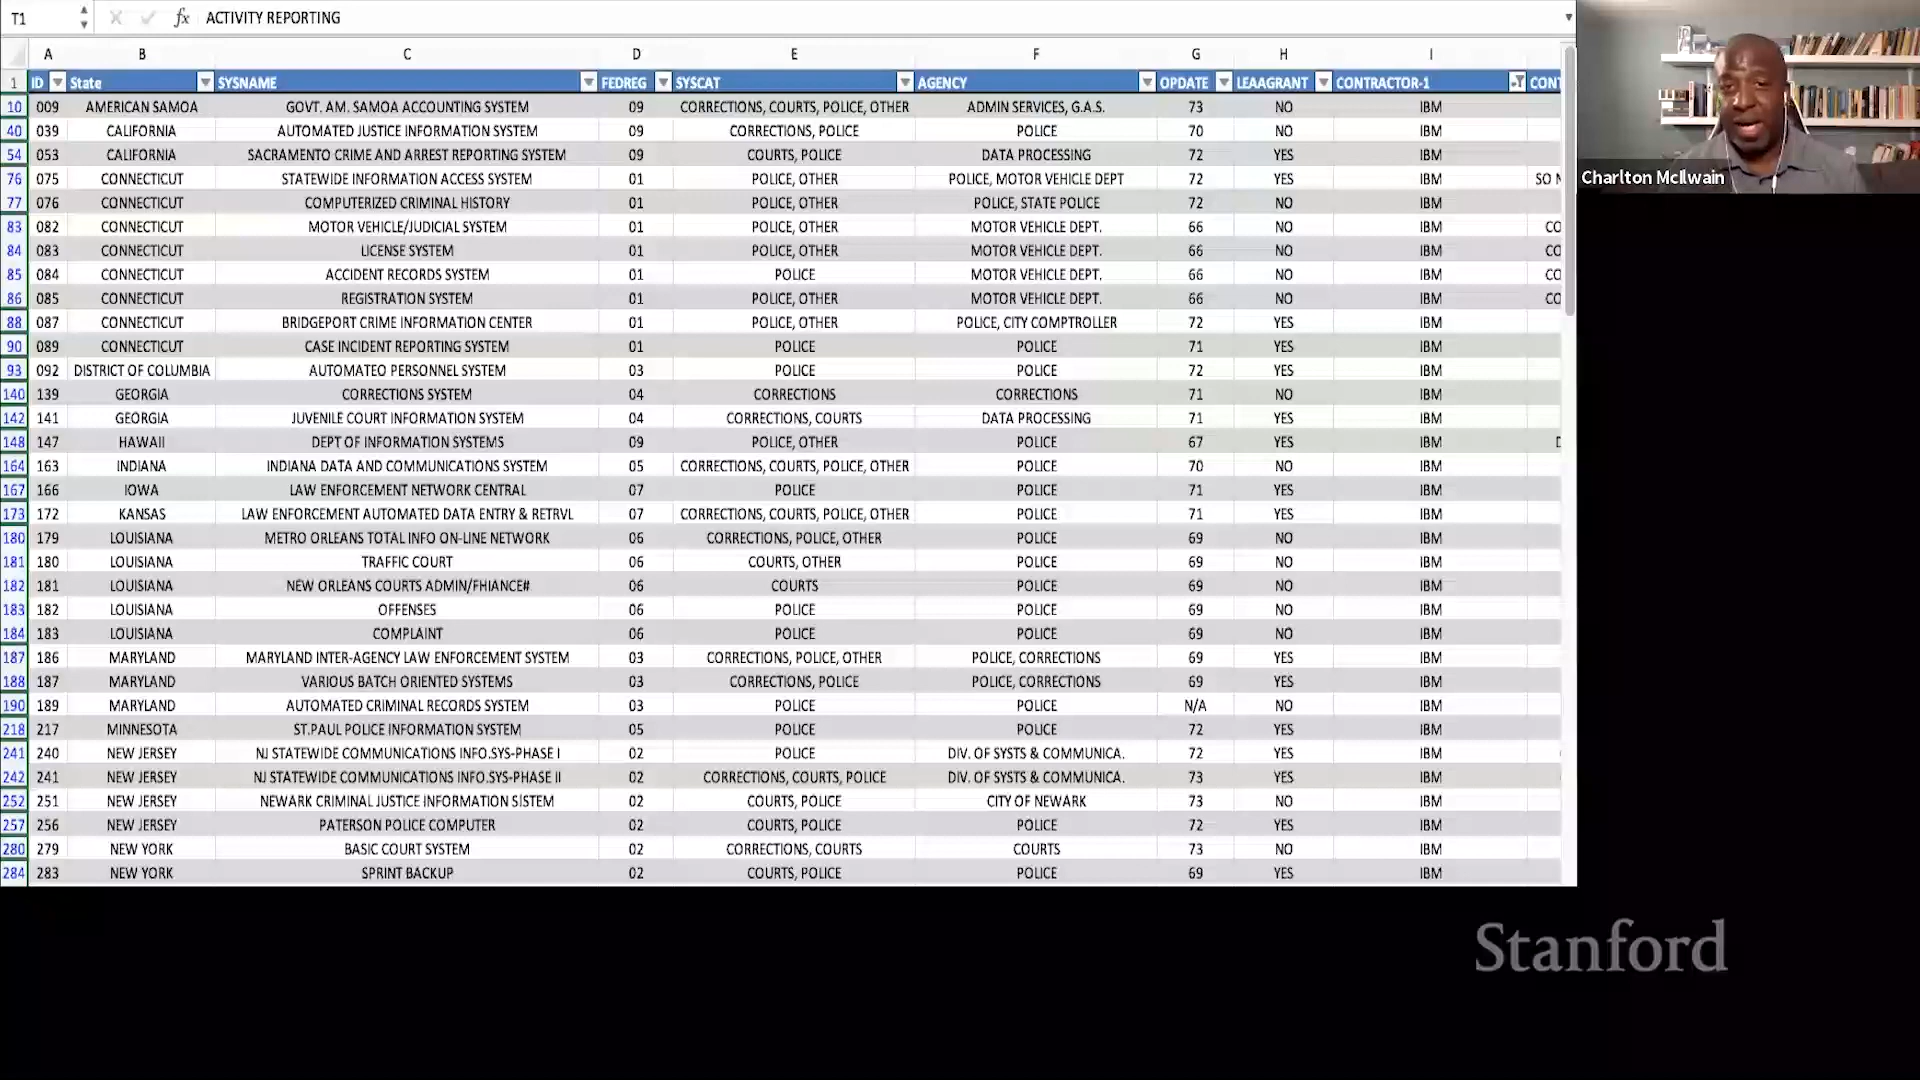 T1 fx ACTIVITY REPORTING
A B C D E F G H I
1 ID State SYSNAME FEDREG SYSCAT AGENCY OPDATE LEAAGRANT CONTRACTOR-1 CONT
10 009 AMERICAN SAMOA GOVT. AM. SAMOA ACCOUNTING SYSTEM 09 CORRECTIONS, COURTS, POLICE, OTHER ADMIN SERVICES, G.A.S. 73 NO IBM
40 039 CALIFORNIA AUTOMATED JUSTICE INFORMATION SYSTEM 09 CORRECTIONS, POLICE POLICE 70 NO IBM
54 053 CALIFORNIA SACRAMENTO CRIME AND ARREST REPORTING SYSTEM 09 COURTS, POLICE DATA PROCESSING 72 YES IBM
76 075 CONNECTICUT STATEWIDE INFORMATION ACCESS SYSTEM 01 POLICE, OTHER POLICE, MOTOR VEHICLE DEPT 72 YES IBM SO N
77 076 CONNECTICUT COMPUTERIZED CRIMINAL HISTORY 01 POLICE, OTHER POLICE, STATE POLICE 72 NO IBM
83 082 CONNECTICUT MOTOR VEHICLE/JUDICIAL SYSTEM 01 POLICE, OTHER MOTOR VEHICLE DEPT. 66 NO IBM CO
84 083 CONNECTICUT LICENSE SYSTEM 01 POLICE, OTHER MOTOR VEHICLE DEPT. 66 NO IBM CO
85 084 CONNECTICUT ACCIDENT RECORDS SYSTEM 01 POLICE MOTOR VEHICLE DEPT. 66 NO IBM CO
86 085 CONNECTICUT REGISTRATION SYSTEM 01 POLICE, OTHER MOTOR VEHICLE DEPT. 66 NO IBM CO
88 087 CONNECTICUT BRIDGEPORT CRIME INFORMATION CENTER 01 POLICE, OTHER POLICE, CITY COMPTROLLER 72 YES IBM
90 089 CONNECTICUT CASE INCIDENT REPORTING SYSTEM 01 POLICE POLICE 71 YES IBM
93 092 DISTRICT OF COLUMBIA AUTOMATEO PERSONNEL SYSTEM 03 POLICE POLICE 72 YES IBM
140 139 GEORGIA CORRECTIONS SYSTEM 04 CORRECTIONS CORRECTIONS 71 NO IBM
142 141 GEORGIA JUVENILE COURT INFORMATION SYSTEM 04 CORRECTIONS, COURTS DATA PROCESSING 71 YES IBM
148 147 HAWAII DEPT OF INFORMATION SYSTEMS 09 POLICE, OTHER POLICE 67 YES IBM
164 163 INDIANA INDIANA DATA AND COMMUNICATIONS SYSTEM 05 CORRECTIONS, COURTS, POLICE, OTHER POLICE 70 NO IBM
167 166 IOWA LAW ENFORCEMENT NETWORK CENTRAL 07 POLICE POLICE 71 YES IBM
173 172 KANSAS LAW ENFORCEMENT AUTOMATED DATA ENTRY & RETRVL 07 CORRECTIONS, COURTS, POLICE, OTHER POLICE 71 YES IBM
180 179 LOUISIANA METRO ORLEANS TOTAL INFO ON-LINE NETWORK 06 CORRECTIONS, POLICE, OTHER POLICE 69 NO IBM
181 180 LOUISIANA TRAFFIC COURT 06 COURTS, OTHER POLICE 69 NO IBM
182 181 LOUISIANA NEW ORLEANS COURTS ADMIN/FHIANCE# 06 COURTS POLICE 69 NO IBM
183 182 LOUISIANA OFFENSES 06 POLICE POLICE 69 NO IBM
184 183 LOUISIANA COMPLAINT 06 POLICE POLICE 69 NO IBM
187 186 MARYLAND MARYLAND INTER-AGENCY LAW ENFORCEMENT SYSTEM 03 CORRECTIONS, POLICE, OTHER POLICE, CORRECTIONS 69 YES IBM
188 187 MARYLAND VARIOUS BATCH ORIENTED SYSTEMS 03 CORRECTIONS, POLICE POLICE, CORRECTIONS 69 YES IBM
190 189 MARYLAND AUTOMATED CRIMINAL RECORDS SYSTEM 03 POLICE POLICE N/A NO IBM
218 217 MINNESOTA ST.PAUL POLICE INFORMATION SYSTEM 05 POLICE POLICE 72 YES IBM
241 240 NEW JERSEY NJ STATEWIDE COMMUNICATIONS INFO.SYS-PHASE I 02 POLICE DIV. OF SYSTS & COMMUNICA. 72 YES IBM
242 241 NEW JERSEY NJ STATEWIDE COMMUNICATIONS INFO.SYS-PHASE II 02 CORRECTIONS, COURTS, POLICE DIV. OF SYSTS & COMMUNICA. 73 YES IBM
252 251 NEW JERSEY NEWARK CRIMINAL JUSTICE INFORMATION SISTEM 02 COURTS, POLICE CITY OF NEWARK 73 NO IBM
257 256 NEW JERSEY PATERSON POLICE COMPUTER 02 COURTS, POLICE POLICE 72 YES IBM
280 279 NEW YORK BASIC COURT SYSTEM 02 CORRECTIONS, COURTS COURTS 73 NO IBM
284 283 NEW YORK SPRINT BACKUP 02 COURTS, POLICE POLICE 69 YES IBM
Charlton McIlwain
Stanford